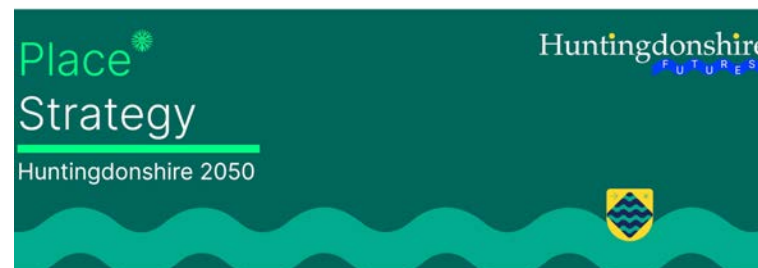 Place
Strategy
Huntingdonshire 2050
Huntingdonshire
FUTURES